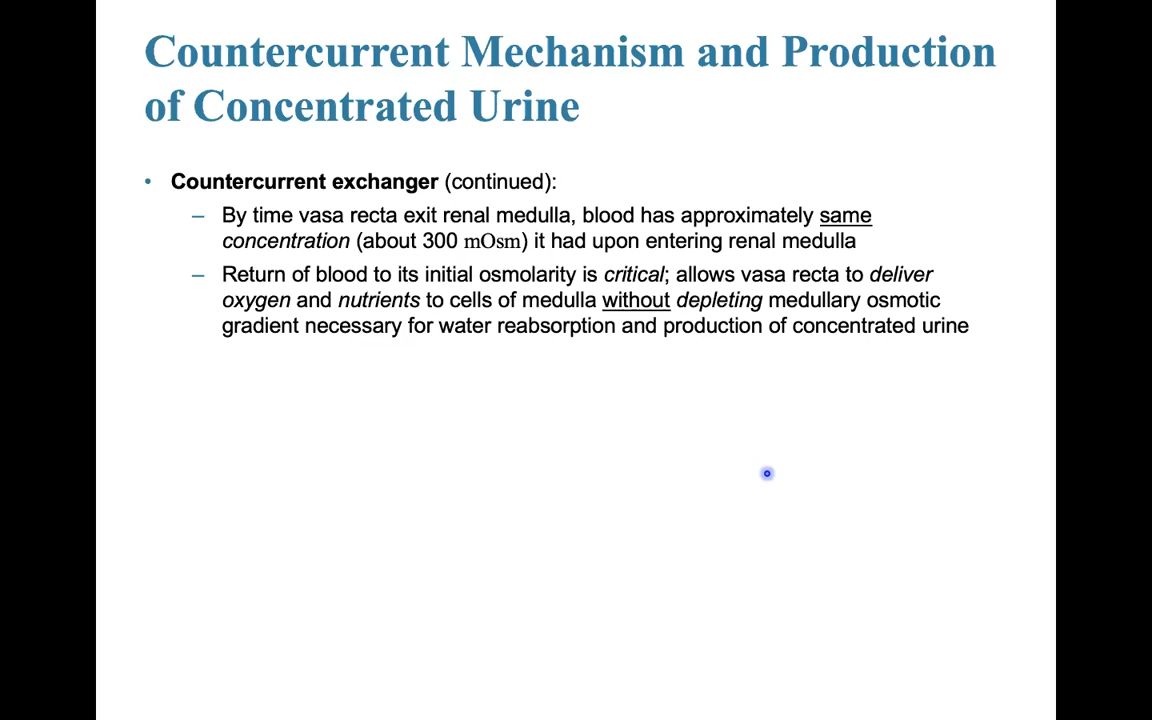 Countercurrent Mechanism and Production
of Concentrated Urine
• Countercurrent exchanger (continued):
– By time vasa recta exit renal medulla, blood has approximately same
concentration (about 300 mOsm) it had upon entering renal medulla
– Return of blood to its initial osmolarity is critical; allows vasa recta to deliver
oxygen and nutrients to cells of medulla without depleting medullary osmotic
gradient necessary for water reabsorption and production of concentrated urine